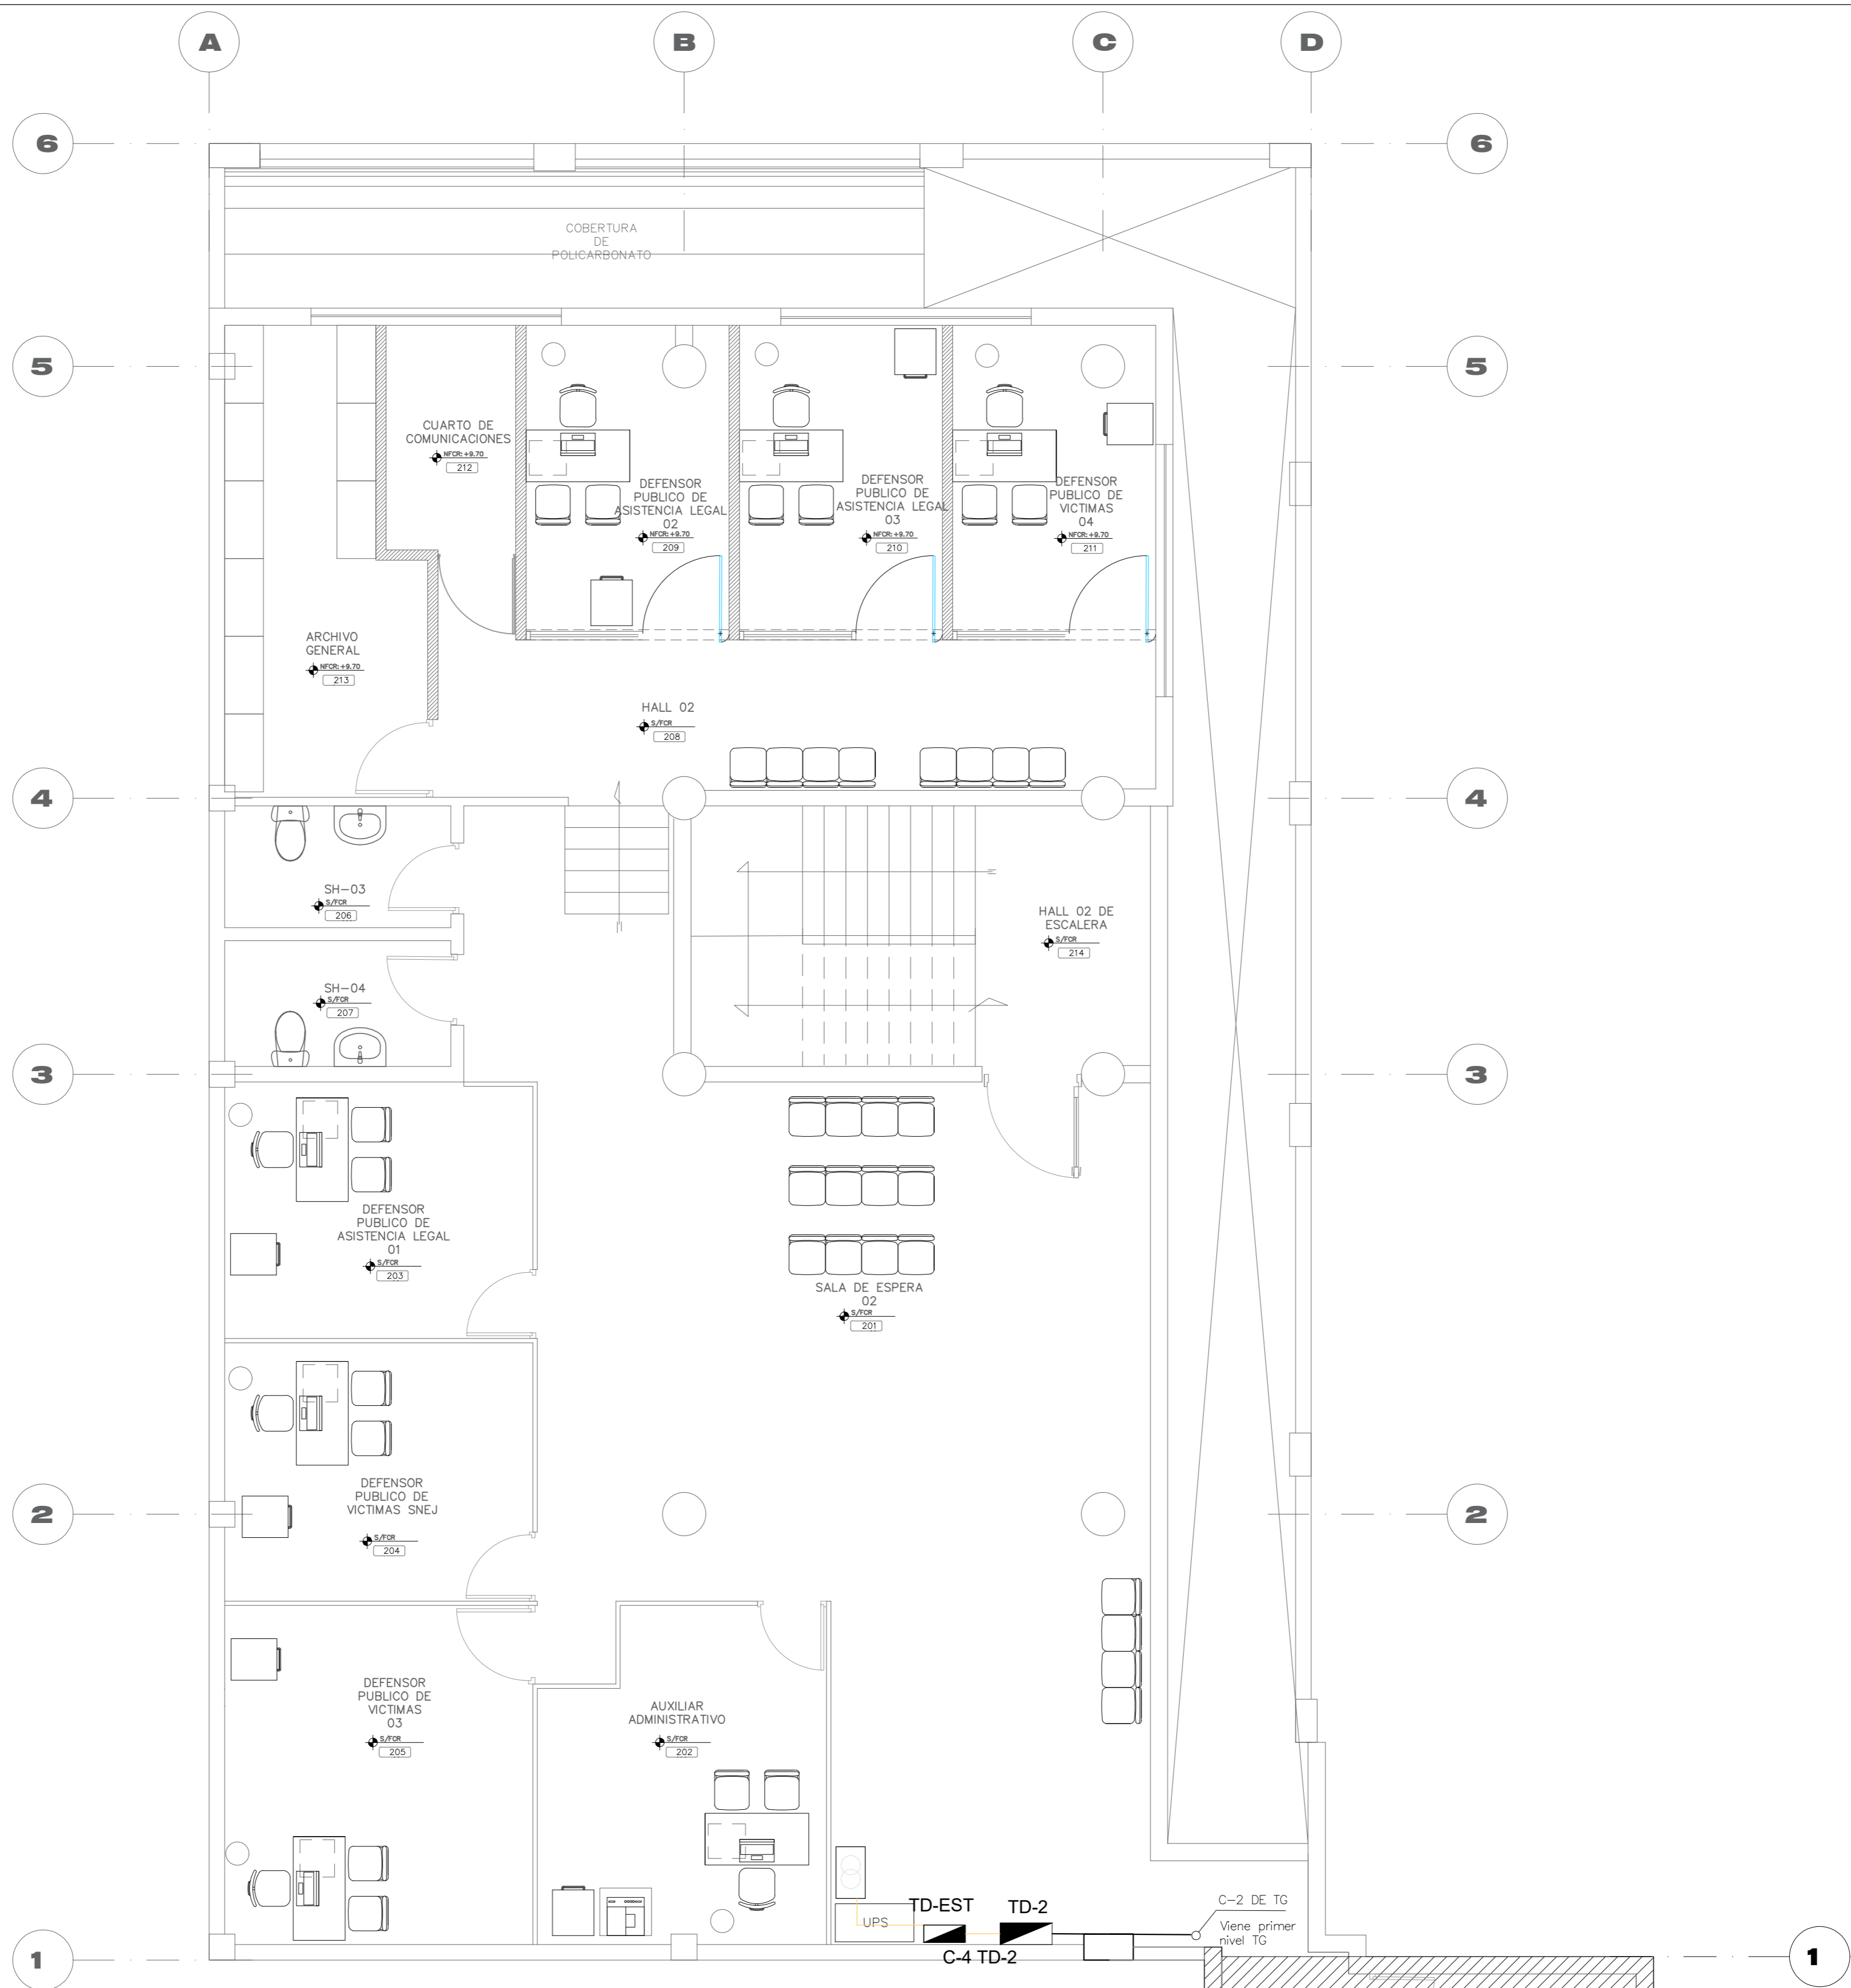 A B C D
6 6
COBERTURA
DE
POLICARBONATO
5 5
CUARTO DE
COMUNICACIONES
NFCR: +9.70
212
DEFENSOR
PUBLICO DE
ASISTENCIA LEGAL
02
NFCR: +9.70
209
DEFENSOR
PUBLICO DE
ASISTENCIA LEGAL
03
NFCR: +9.70
210
DEFENSOR
PUBLICO DE
VICTIMAS
04
NFCR: +9.70
211
ARCHIVO
GENERAL
NFCR: +9.70
213
HALL 02
S/FCR
208
4 4
SH-03
S/FCR
206
HALL 02 DE
ESCALERA
S/FCR
214
SH-04
S/FCR
207
3 3
DEFENSOR
PUBLICO DE
ASISTENCIA LEGAL
01
S/FCR
203
SALA DE ESPERA
02
S/FCR
201
DEFENSOR
PUBLICO DE
VICTIMAS SNEJ
S/FCR
204
2 2
DEFENSOR
PUBLICO DE
VICTIMAS
03
S/FCR
205
AUXILIAR
ADMINISTRATIVO
S/FCR
202
TD-EST TD-2
UPS
C-4 TD-2
C-2 DE TG
Viene primer
nivel TG
1 1